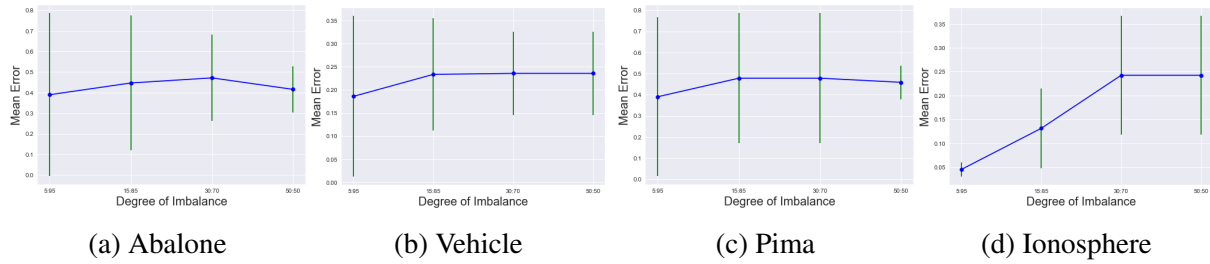 0.8
0.7
0.6
0.5
0.4
0.3
0.2
0.1
0.0
Mean Error
5:95 15:85 30:70 50:50
Degree of Imbalance
(a) Abalone
0.35
0.30
0.25
0.20
0.15
0.10
0.05
0.00
Mean Error
5:95 15:85 30:70 50:50
Degree of Imbalance
(b) Vehicle
0.8
0.7
0.6
0.5
0.4
0.3
0.2
0.1
0.0
Mean Error
5:95 15:85 30:70 50:50
Degree of Imbalance
(c) Pima
0.35
0.30
0.25
0.20
0.15
0.10
0.05
Mean Error
5:95 15:85 30:70 50:50
Degree of Imbalance
(d) Ionosphere